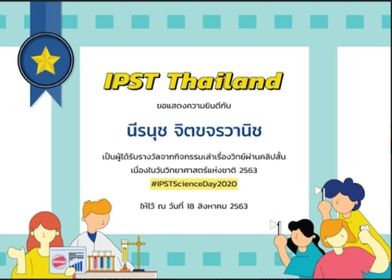 IPST Thailand
ขอแสดงความยินดีกับ
นีรนุช จิตขจรวานิช
เป็นผู้ได้รับรางวัลจากกิจกรรมเล่าเรื่องวิทย์ผ่านคลิปสั้น
เนื่องในวันวิทยาศาสตร์แห่งชาติ 2563
#IPSTScienceDay2020
ให้ไว้ ณ วันที่ 18 สิงหาคม 2563